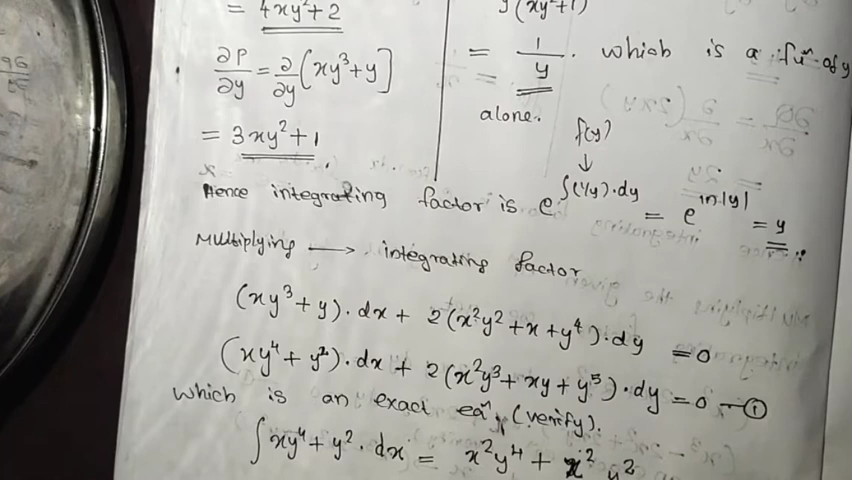 = 4xy²+2
y(xy²+1)
∂P/∂y = ∂/∂y (xy³+y]
= 3xy²+1.
= 1/y. which is a fuⁿ of y
alone.
f(y)
↓
Hence integrating factor is e^∫(1/y)·dy = e^ln|y| = y
Multiplying → integrating factor
(xy³+y)·dx + 2(x²y²+x+y⁴)·dy = 0
(xy⁴+y²)·dx + 2(x²y³+xy+y⁵)·dy = 0 —①
which is an exact eqⁿ, (verify).
∫xy⁴+y²·dx = x²y⁴ +